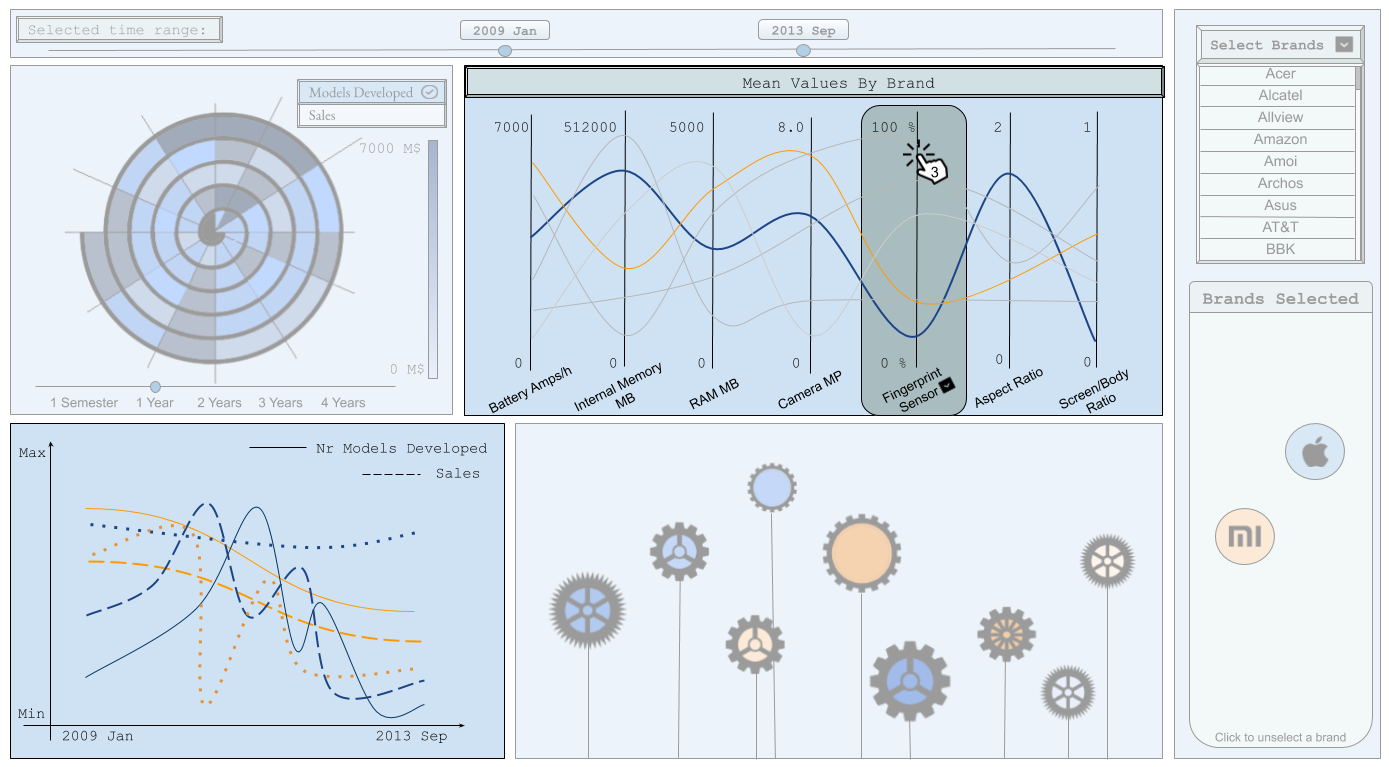 Selected time range:
2009 Jan
2013 Sep
Select Brands
Acer
Alcatel
Allview
Amazon
Amoi
Archos
Asus
AT&T
BBK
Models Developed
Sales
7000 M$
0 M$
1 Semester
1 Year
2 Years
3 Years
4 Years
Mean Values By Brand
7000
512000
5000
8.0
100 %
2
1
3
0
0
0
0
0 %
0
0
Battery Amps/h
Internal Memory
MB
RAM MB
Camera MP
Fingerprint
Sensor
Aspect Ratio
Screen/Body
Ratio
Max
Nr Models Developed
Sales
Min
2009 Jan
2013 Sep
Brands Selected
MI
Click to unselect a brand